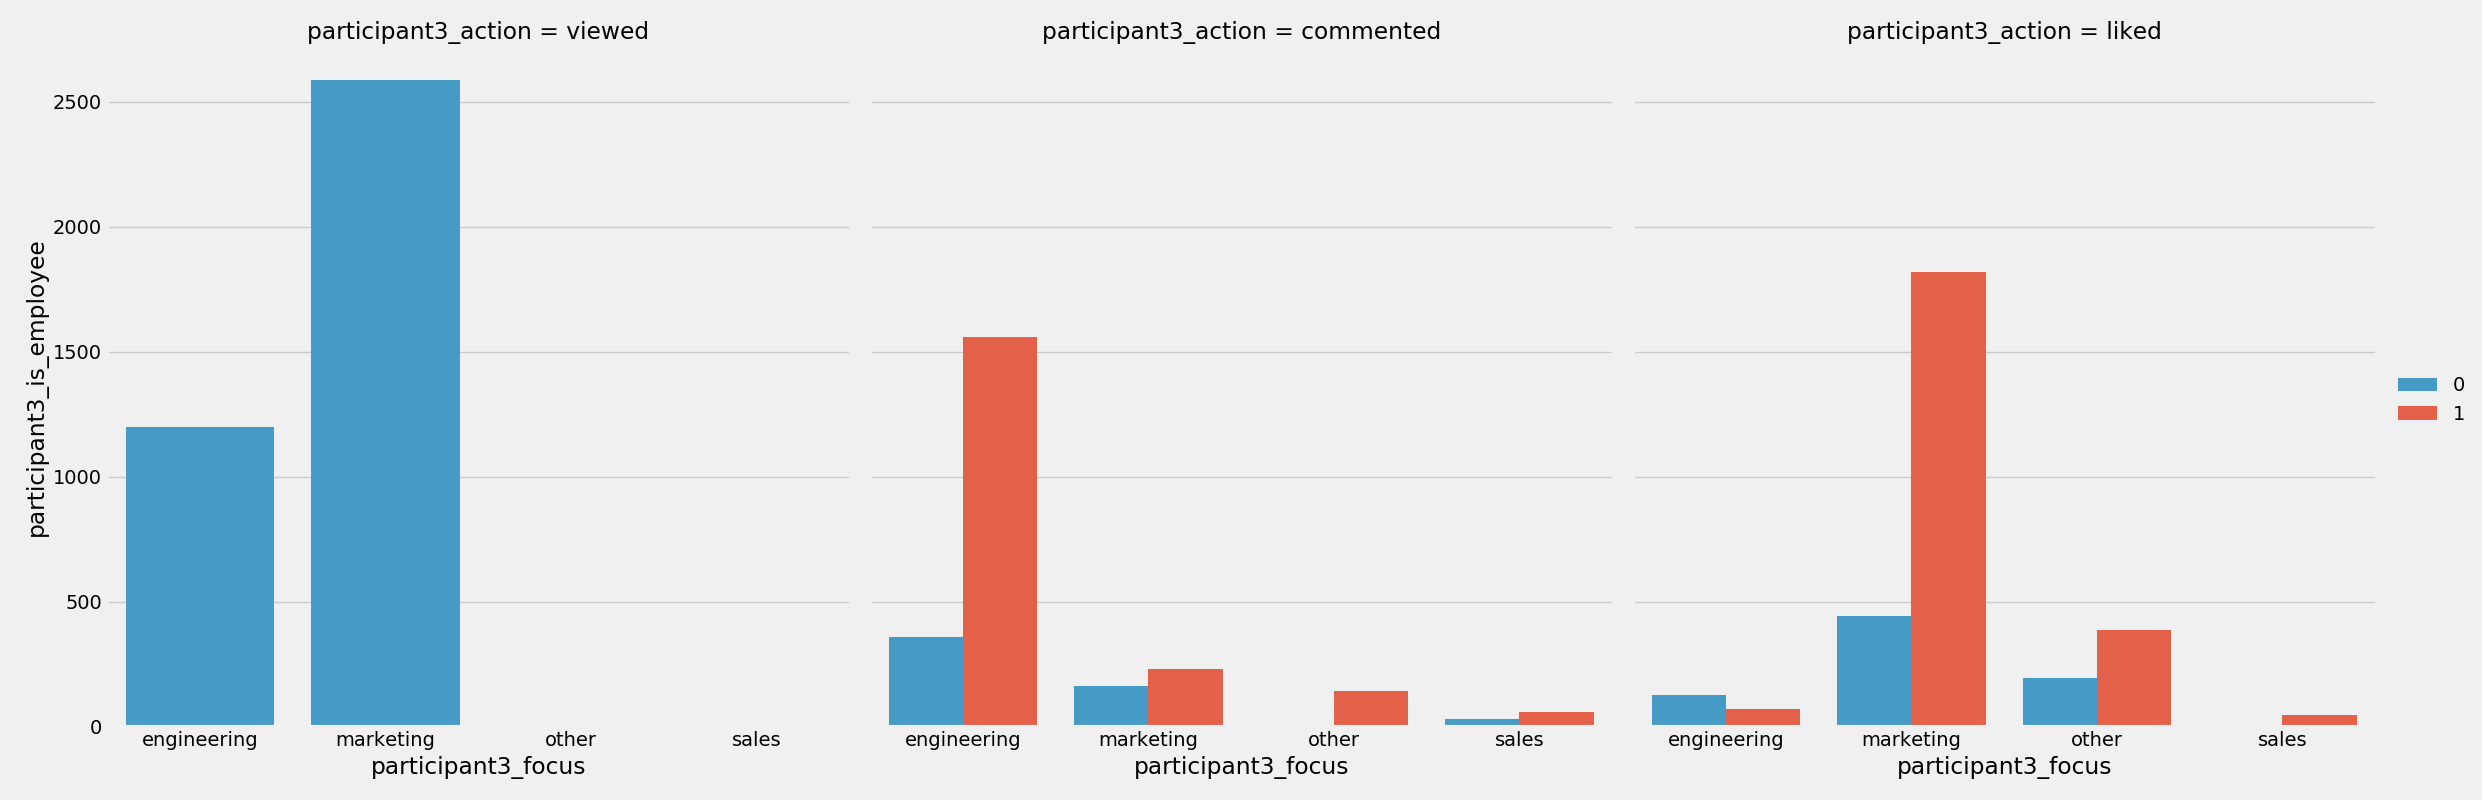 participant3_action = viewed
participant3_action = commented
participant3_action = liked
participant3_is_employee
2500
2000
1500
1000
500
0
engineering
marketing
other
sales
engineering
marketing
other
sales
engineering
marketing
other
sales
participant3_focus
participant3_focus
participant3_focus
0
1